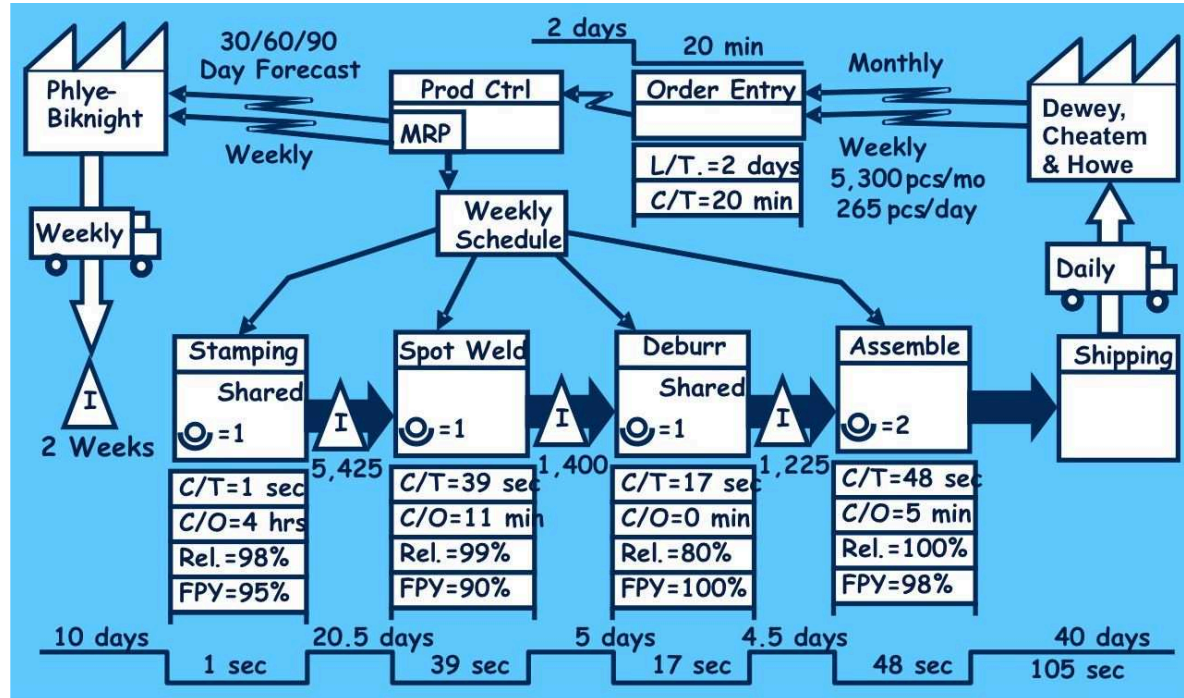 2 days
20 min
30/60/90
Day Forecast
Monthly
Phlye-
Biknight
Prod Ctrl
MRP
Order Entry
Dewey,
Cheatem
& Howe
Weekly
Weekly
5,300 pcs/mo
265 pcs/day
L/T.=2 days
C/T=20 min
Weekly
Schedule
Weekly
Daily
I
2 Weeks
Stamping
Shared
=1
I
5,425
Spot Weld
=1
I
1,400
Deburr
Shared
=1
I
1,225
Assemble
=2
Shipping
C/T=1 sec
C/O=4 hrs
Rel.=98%
FPY=95%
C/T=39 sec
C/O=11 min
Rel.=99%
FPY=90%
C/T=17 sec
C/O=0 min
Rel.=80%
FPY=100%
C/T=48 sec
C/O=5 min
Rel.=100%
FPY=98%
10 days
20.5 days
5 days
4.5 days
40 days
1 sec
39 sec
17 sec
48 sec
105 sec